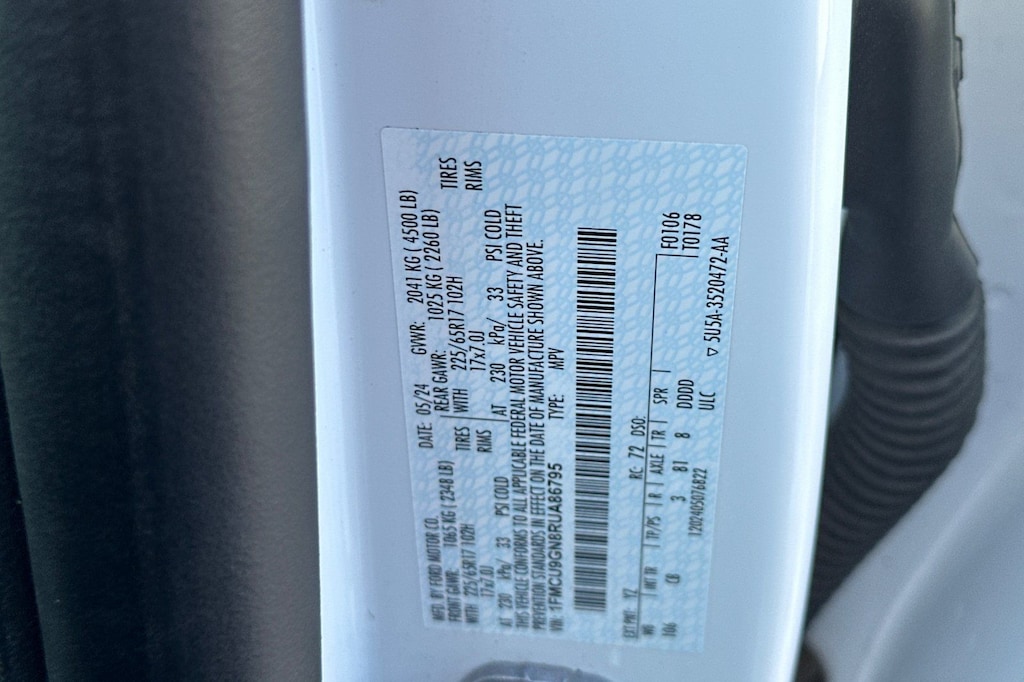 MFD. BY FORD MOTOR CO. DATE: 05/24 GVWR: 2041 KG ( 4500 LB)
FRONT GAWR: 1065 KG ( 2348 LB) REAR GAWR: 1025 KG ( 2260 LB)
WITH 225/65R17 102H TIRES WITH 225/65R17 102H TIRES
17x7.0J RIMS 17x7.0J RIMS
AT 230 kPa/ 33 PSI COLD AT 230 kPa/ 33 PSI COLD
THIS VEHICLE CONFORMS TO ALL APPLICABLE FEDERAL MOTOR VEHICLE SAFETY AND THEFT
PREVENTION STANDARDS IN EFFECT ON THE DATE OF MANUFACTURE SHOWN ABOVE.
VIN: 1FMCU9GN8RUA86795 TYPE: MPV
EXT PNT: YZ RC: 72 DSO: F0106
WB INT TR TP/PS R AXLE TR SPR T0178
106 CB 3 B1 8 DDDD
1202405076822 ULC
▽ 5U5A-3520472-AA